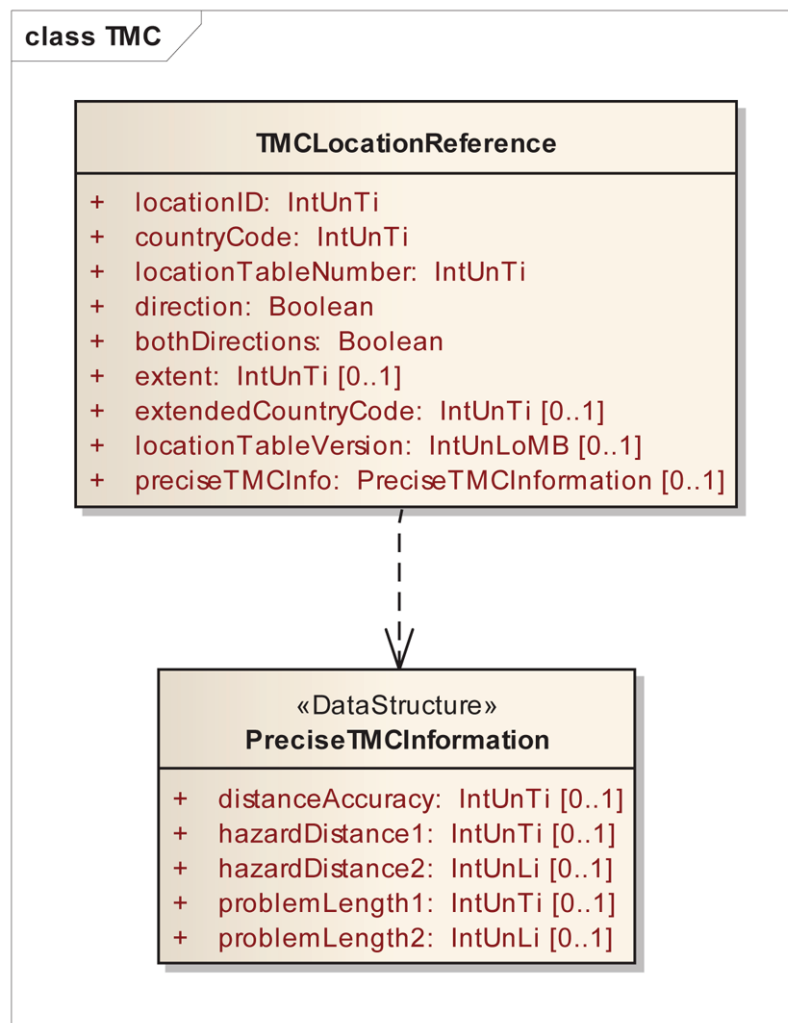 class TMC
TMCLocationReference
+ locationID: IntUnTi
+ countryCode: IntUnTi
+ locationTableNumber: IntUnTi
+ direction: Boolean
+ bothDirections: Boolean
+ extent: IntUnTi [0..1]
+ extendedCountryCode: IntUnTi [0..1]
+ locationTableVersion: IntUnLoMB [0..1]
+ preciseTMCInfo: PreciseTMCInformation [0..1]
«DataStructure»
PreciseTMCInformation
+ distanceAccuracy: IntUnTi [0..1]
+ hazardDistance1: IntUnTi [0..1]
+ hazardDistance2: IntUnLi [0..1]
+ problemLength1: IntUnTi [0..1]
+ problemLength2: IntUnLi [0..1]